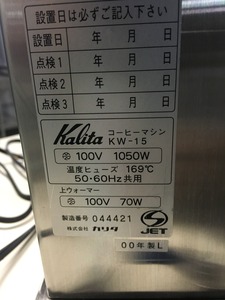 設置日は必ずご記入下さい
設置日 年 月 日
点検1 年 月 日
点検2 年 月 日
点検3 年 月 日
Kalita コーヒーマシン
KW-15
100V 1050W
温度ヒューズ 169℃
50・60Hz共用
上ウォーマー
100V 70W
製造番号 044421
株式会社 カリタ
JET
00年製L